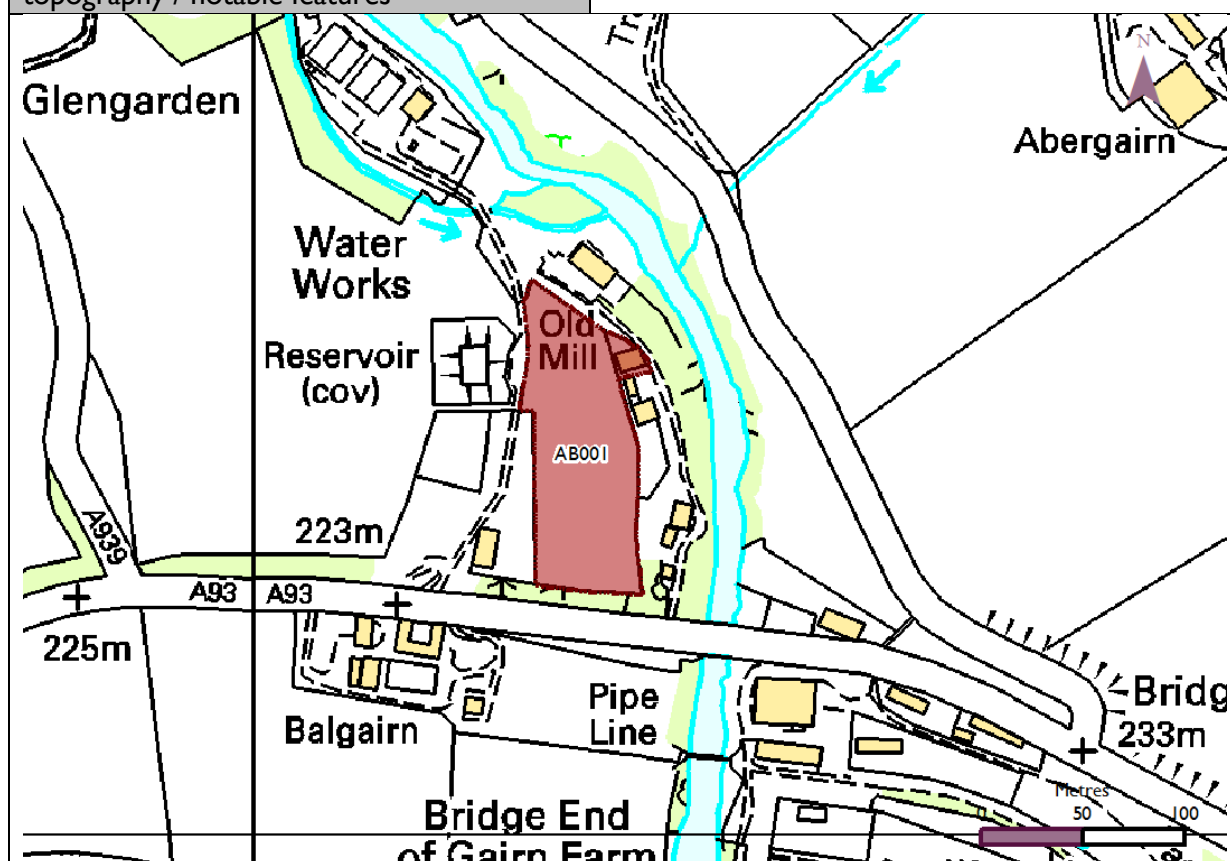 topography / notable features
N
Glengarden
Abergairn
Water
Works
Old
Mill
Reservoir
(cov)
AB001
223m
A939
A93
A93
225m
Balgairn
Pipe
Line
233m
Metres
0
50
100
Bridge End
of Gairn Farm